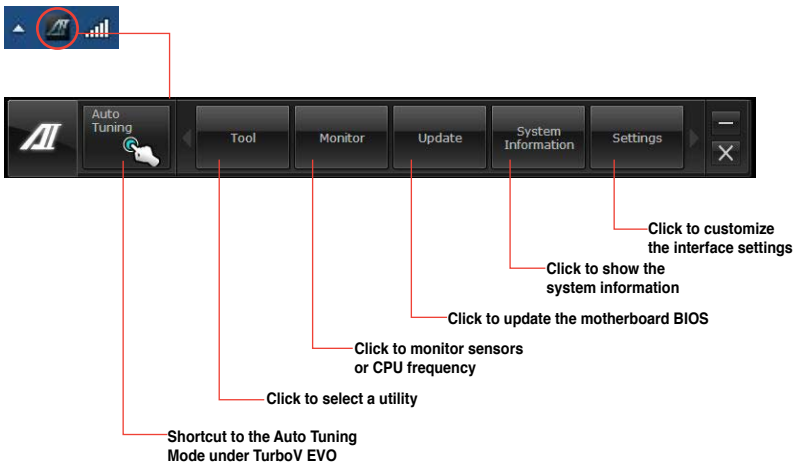 Auto
Tuning
Tool
Monitor
Update
System
Information
Settings
Click to customize
the interface settings
Click to show the
system information
Click to update the motherboard BIOS
Click to monitor sensors
or CPU frequency
Click to select a utility
Shortcut to the Auto Tuning
Mode under TurboV EVO